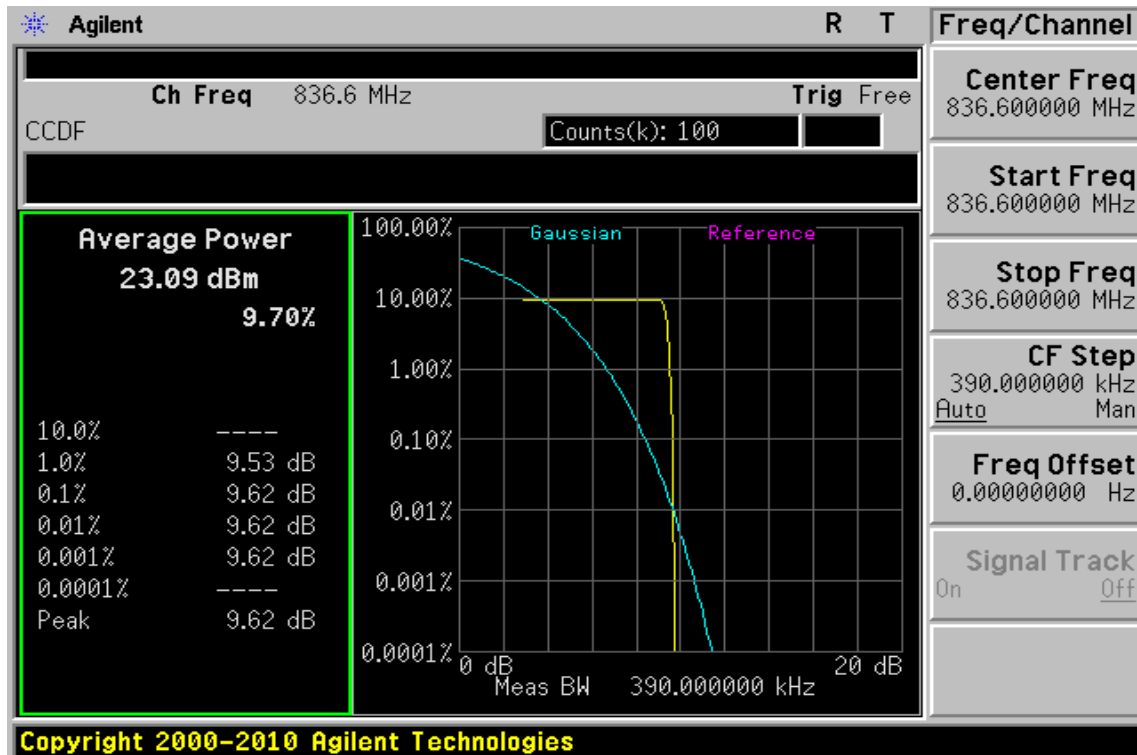 Agilent R T Freq/Channel
Ch Freq 836.6 MHz Trig Free
CCDF Counts(k): 100
Center Freq
836.600000 MHz
Start Freq
836.600000 MHz
Stop Freq
836.600000 MHz
CF Step
390.000000 kHz
Auto Man
Freq Offset
0.00000000 Hz
Signal Track
On Off
Average Power
23.09 dBm
9.70%
10.0% ----
1.0% 9.53 dB
0.1% 9.62 dB
0.01% 9.62 dB
0.001% 9.62 dB
0.0001% ----
Peak 9.62 dB
Gaussian Reference
100.00%
10.00%
1.00%
0.10%
0.01%
0.001%
0.0001%
0 dB 20 dB
Meas BW 390.000000 kHz
Copyright 2000-2010 Agilent Technologies